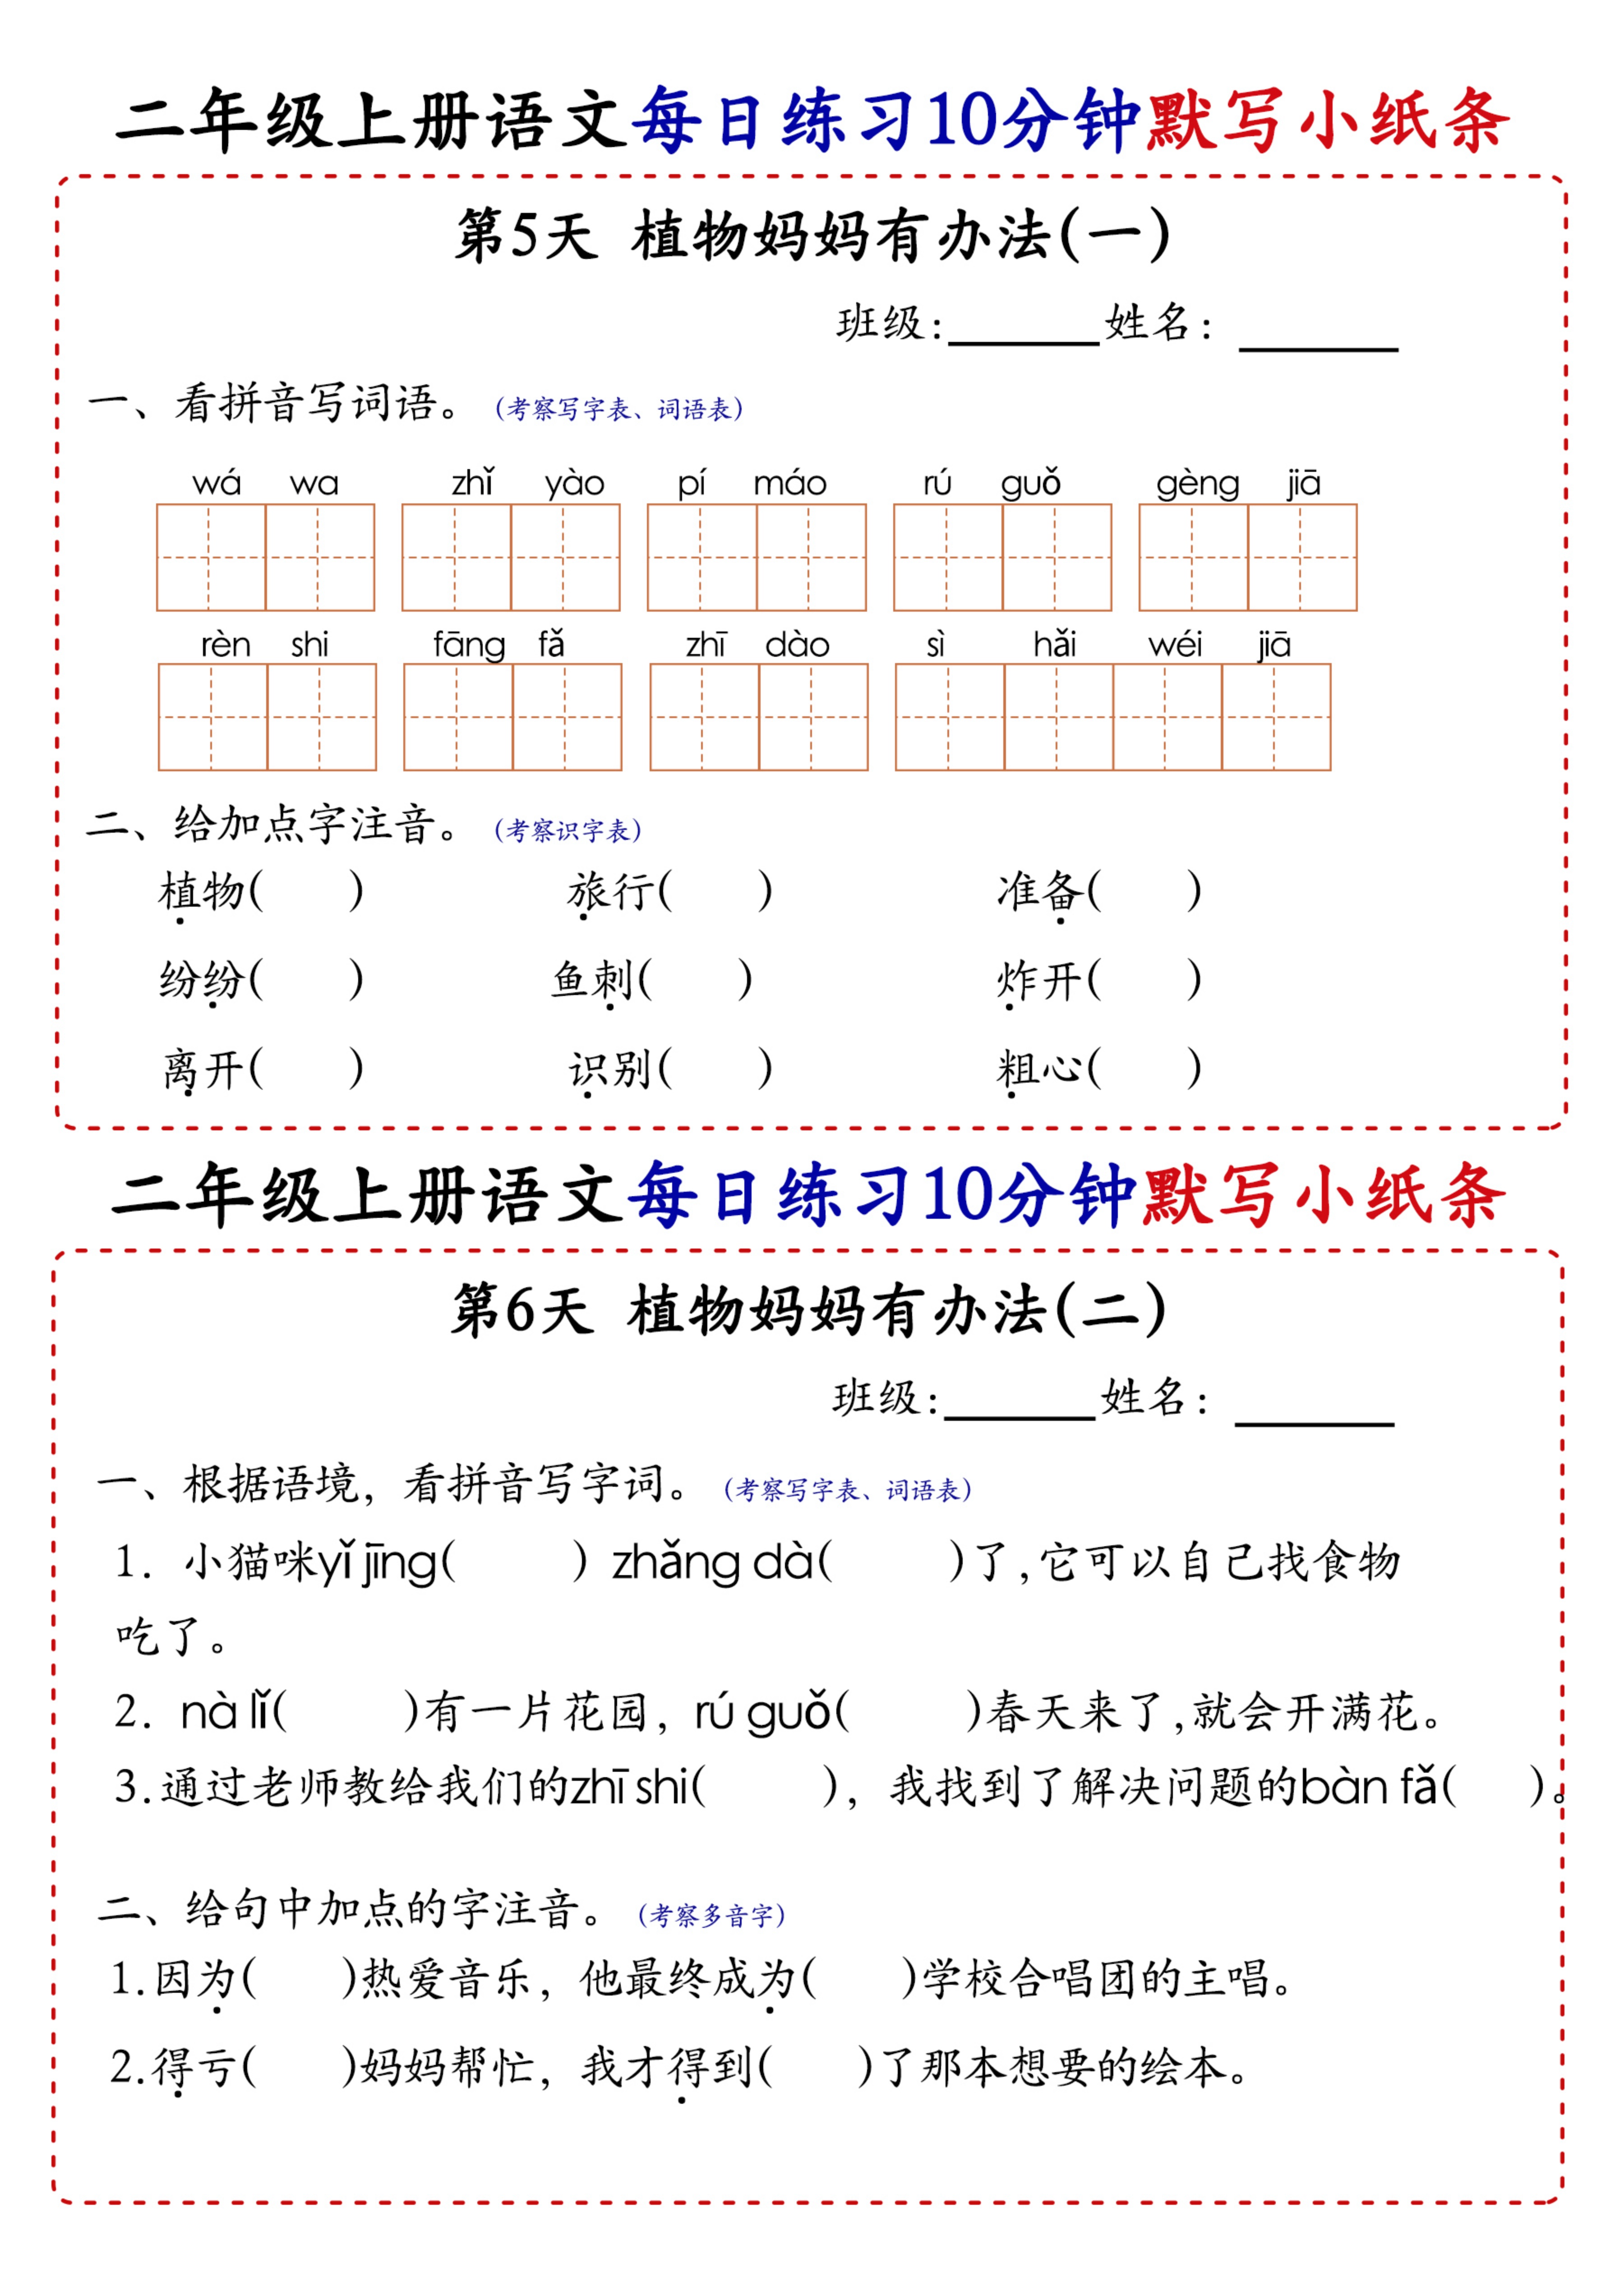 二年级上册语文每日练习10分钟默写小纸条
第5天 植物妈妈有办法(一)
班级:______姓名: ______
一、看拼音写词语。(考察写字表、词语表)
wá wa zhǐ yào pí máo rú guǒ gèng jiā
rèn shi fāng fǎ zhī dào sì hǎi wéi jiā
二、给加点字注音。(考察识字表)
植物( ) 旅行( ) 准备( )
纷纷( ) 鱼刺( ) 炸开( )
离开( ) 识别( ) 粗心( )
二年级上册语文每日练习10分钟默写小纸条
第6天 植物妈妈有办法(二)
班级:______姓名: ______
一、根据语境，看拼音写字词。(考察写字表、词语表)
1. 小猫咪yǐ jīng( ) zhǎng dà( )了,它可以自己找食物
吃了。
2. nà lǐ( )有一片花园，rú guǒ( )春天来了,就会开满花。
3.通过老师教给我们的zhī shi( )，我找到了解决问题的bàn fǎ( )。
二、给句中加点的字注音。(考察多音字)
1.因为( )热爱音乐，他最终成为( )学校合唱团的主唱。
2.得亏( )妈妈帮忙，我才得到( )了那本想要的绘本。